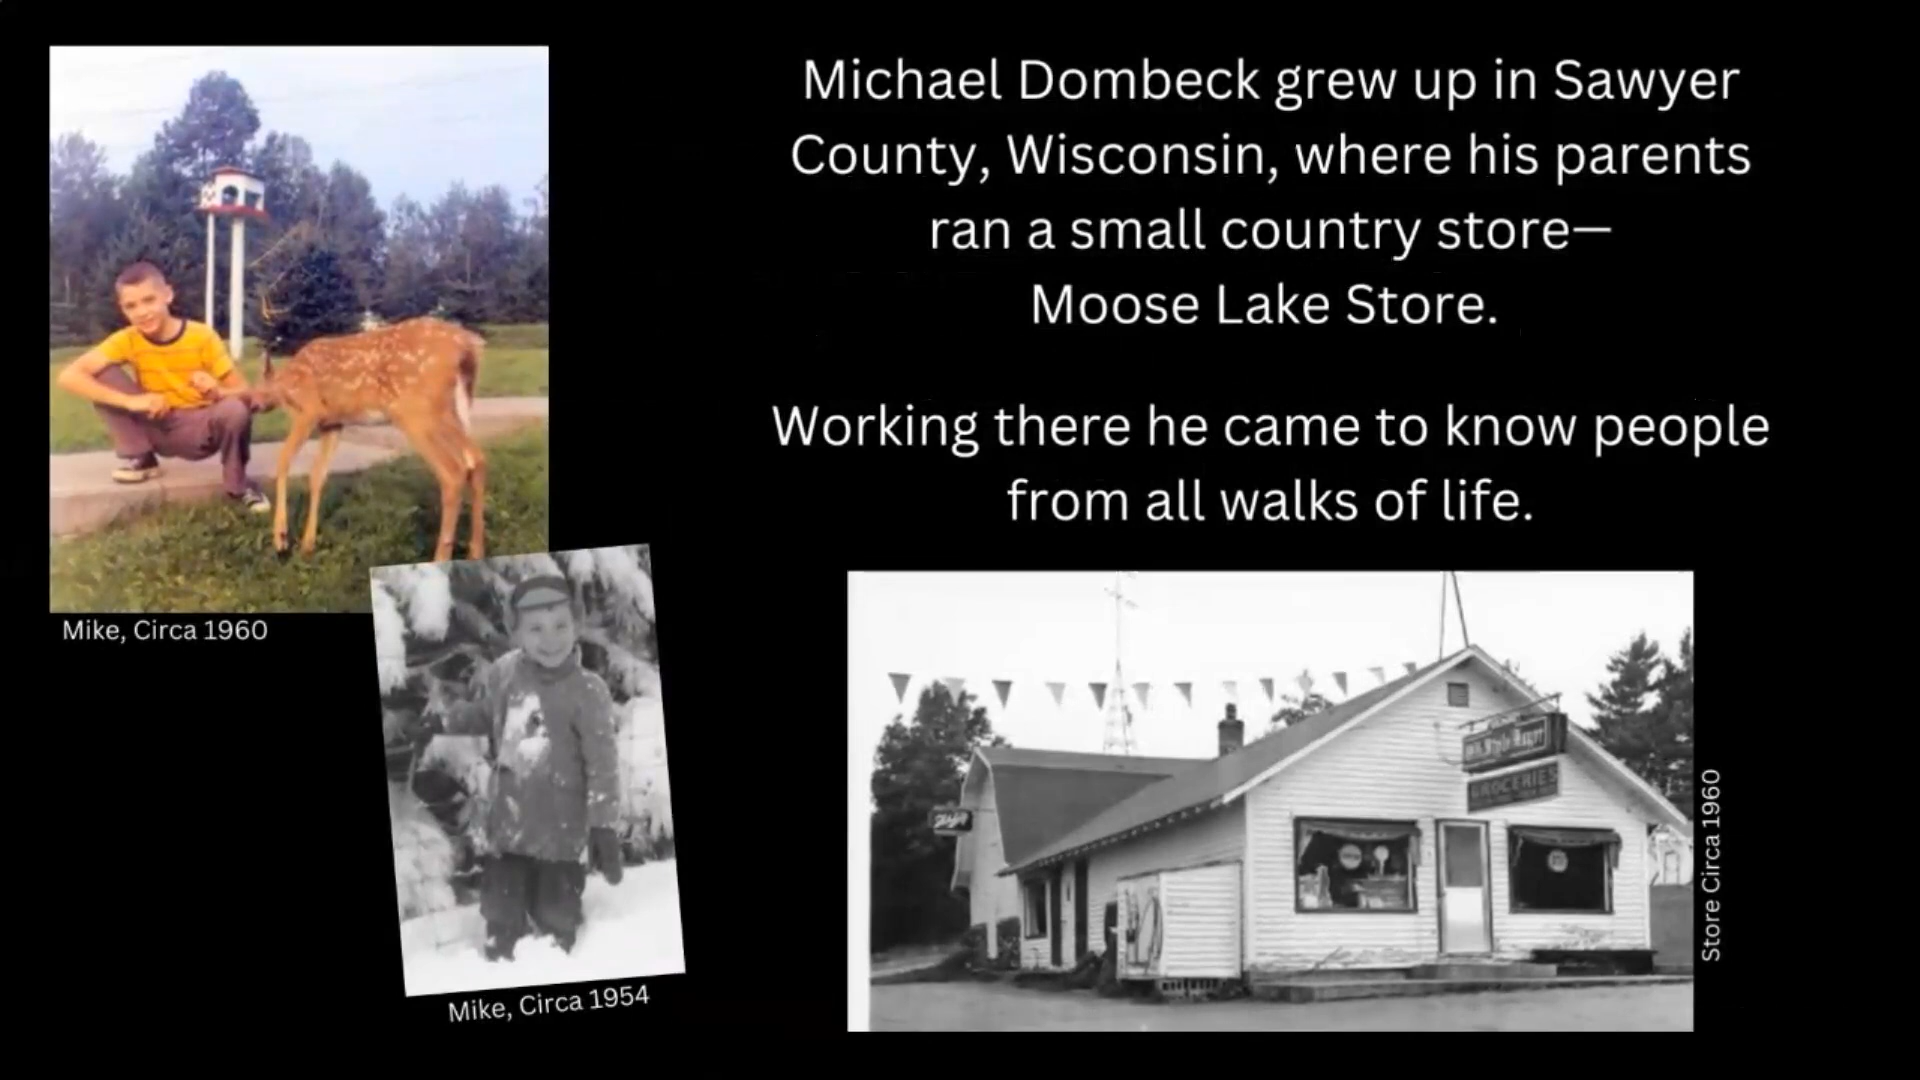 Michael Dombeck grew up in Sawyer
County, Wisconsin, where his parents
ran a small country store—
Moose Lake Store.
Working there he came to know people
from all walks of life.
Mike, Circa 1960
Mike, Circa 1954
GROCERIES
Store Circa 1960